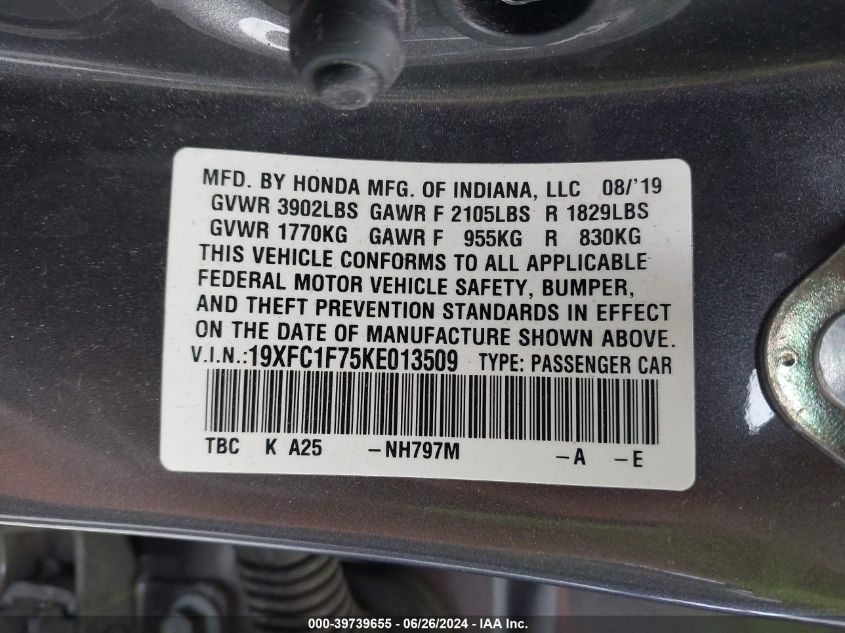 MFD. BY HONDA MFG. OF INDIANA, LLC 08/'19
GVWR 3902LBS GAWR F 2105LBS R 1829LBS
GVWR 1770KG GAWR F 955KG R 830KG
THIS VEHICLE CONFORMS TO ALL APPLICABLE
FEDERAL MOTOR VEHICLE SAFETY, BUMPER,
AND THEFT PREVENTION STANDARDS IN EFFECT
ON THE DATE OF MANUFACTURE SHOWN ABOVE.
V.I.N.:19XFC1F75KE013509 TYPE: PASSENGER CAR
TBC K A25 -NH797M -A -E
000-39739655 - 06/26/2024 - IAA Inc.